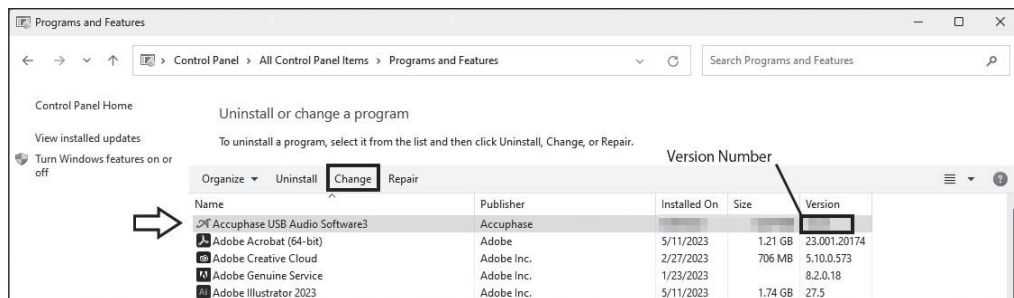 Programs and Features
Control Panel > All Control Panel Items > Programs and Features
Search Programs and Features
Control Panel Home
Uninstall or change a program
View installed updates
To uninstall a program, select it from the list and then click Uninstall, Change, or Repair.
Turn Windows features on or
off
Version Number
Organize Uninstall Change Repair
Name Publisher Installed On Size Version
Accuphase USB Audio Software3 Accuphase
Adobe Acrobat (64-bit) Adobe 5/11/2023 1.21 GB 23.001.20174
Adobe Creative Cloud Adobe Inc. 2/27/2023 706 MB 5.10.0.573
Adobe Genuine Service Adobe Inc. 1/23/2023 8.2.0.18
Ai Adobe Illustrator 2023 Adobe Inc. 5/11/2023 1.74 GB 27.5